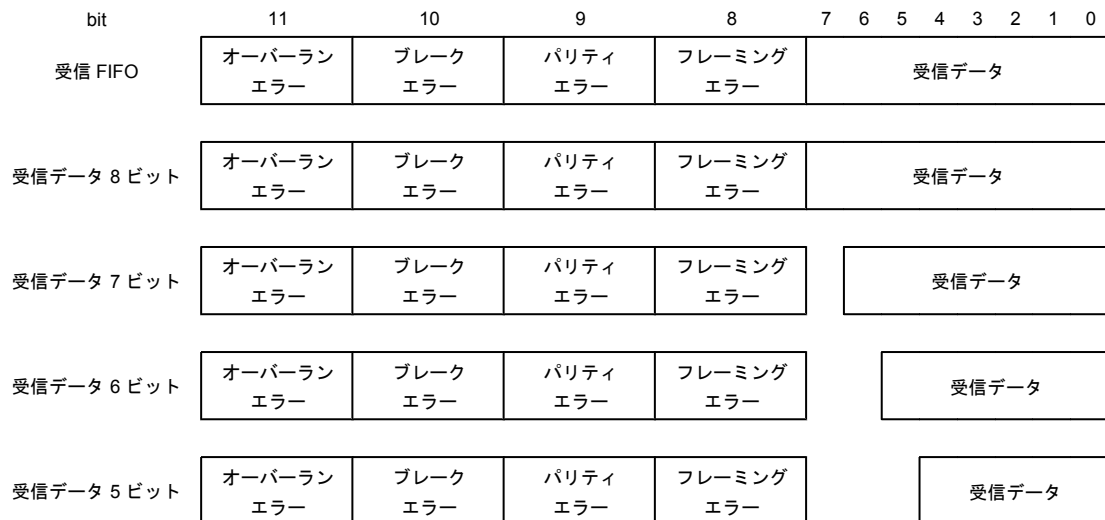 bit 11 10 9 8 7 6 5 4 3 2 1 0
受信 FIFO
オーバーラン
エラー
ブレーク
エラー
パリティ
エラー
フレーミング
エラー
受信データ
受信データ 8 ビット
オーバーラン
エラー
ブレーク
エラー
パリティ
エラー
フレーミング
エラー
受信データ
受信データ 7 ビット
オーバーラン
エラー
ブレーク
エラー
パリティ
エラー
フレーミング
エラー
受信データ
受信データ 6 ビット
オーバーラン
エラー
ブレーク
エラー
パリティ
エラー
フレーミング
エラー
受信データ
受信データ 5 ビット
オーバーラン
エラー
ブレーク
エラー
パリティ
エラー
フレーミング
エラー
受信データ